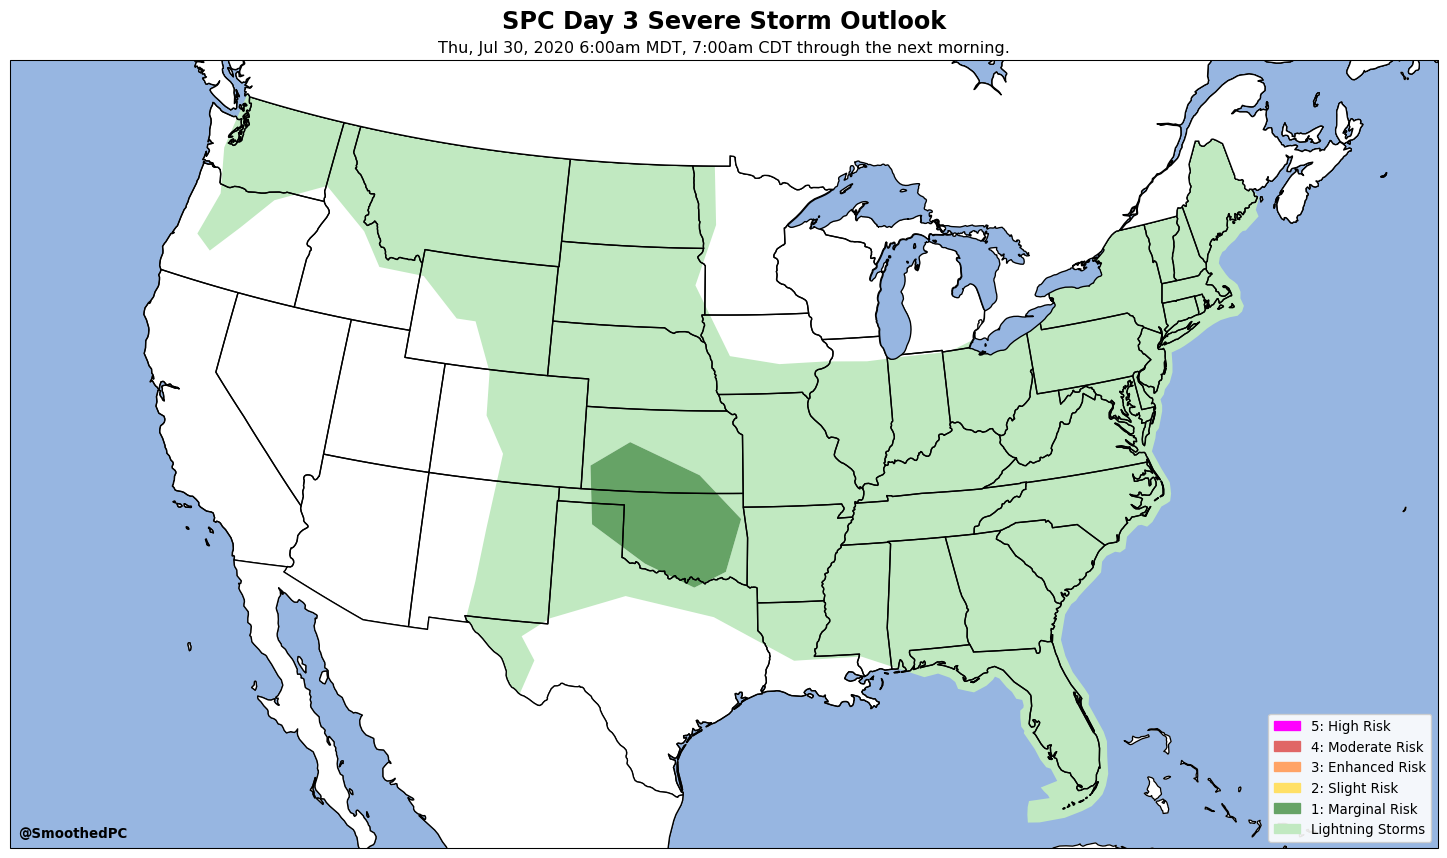 SPC Day 3 Severe Storm Outlook
Thu, Jul 30, 2020 6:00am MDT, 7:00am CDT through the next morning.
5: High Risk
4: Moderate Risk
3: Enhanced Risk
2: Slight Risk
1: Marginal Risk
Lightning Storms
@SmoothedPC